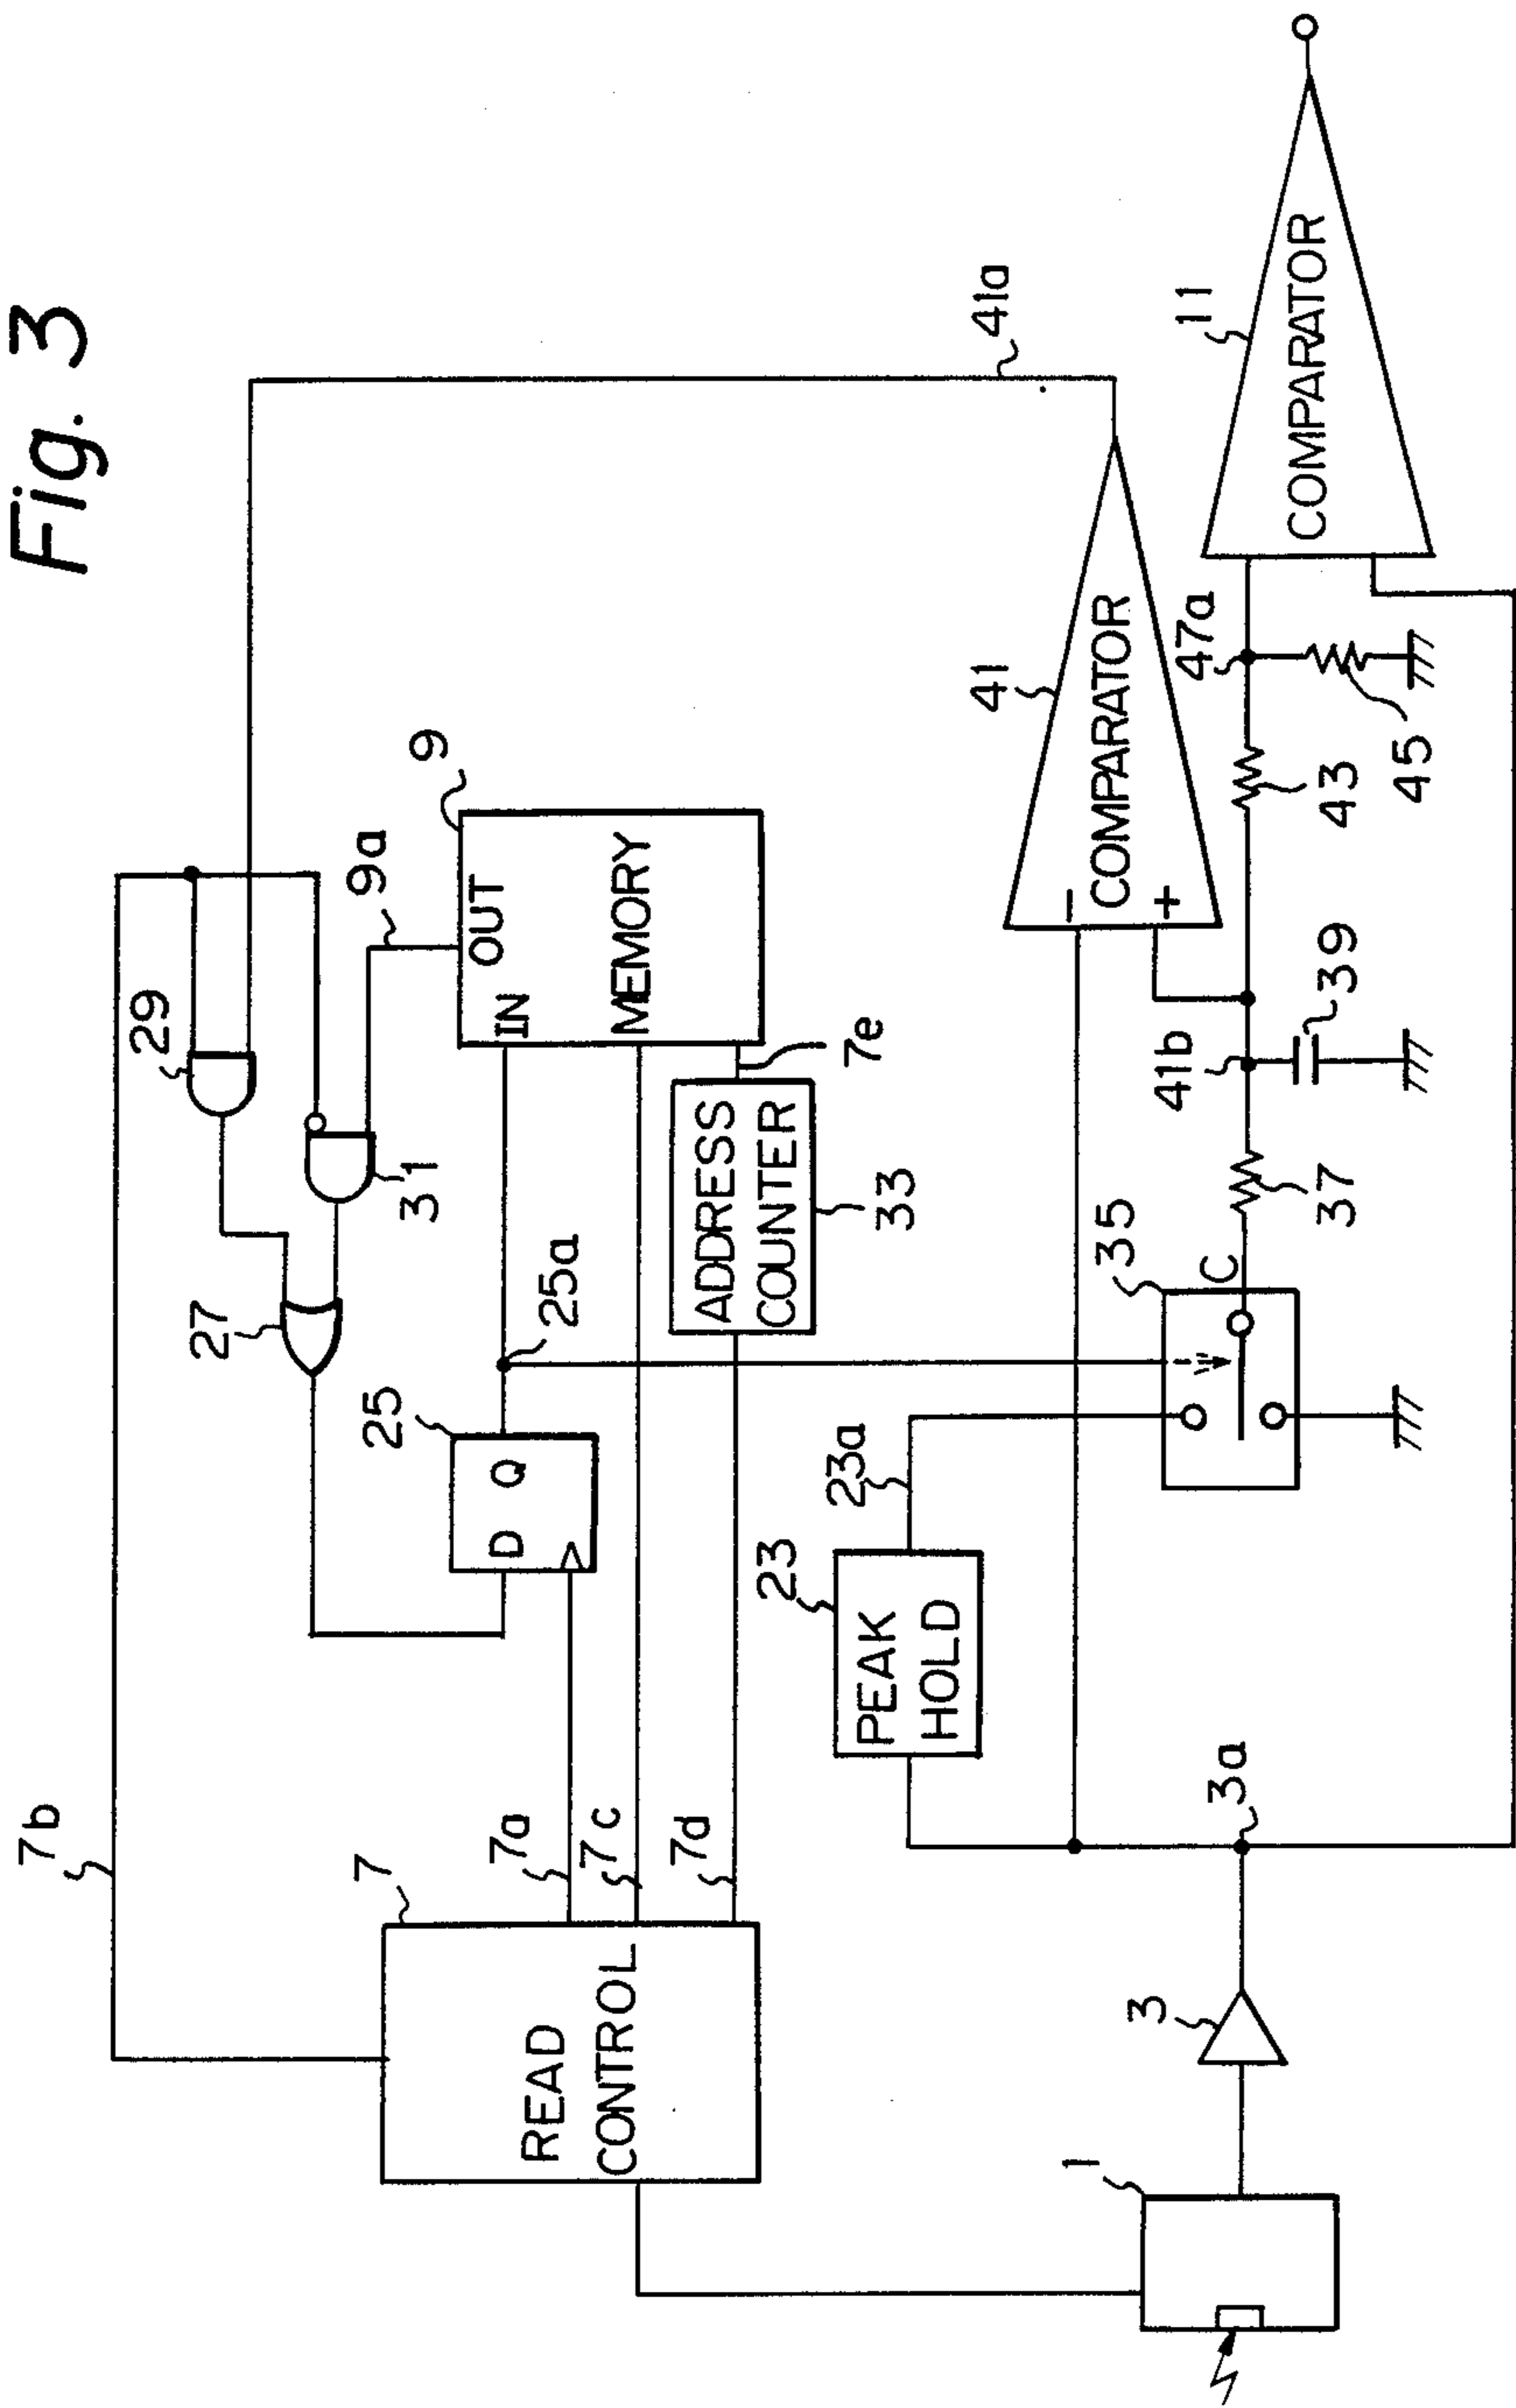 Fig. 3
7b
29
41a
27
31
9a
9
7
READ
CONTROL
7a
7c
7d
25
D Q
25a
IN OUT
MEMORY
7e
ADDRESS
COUNTER
33
23
PEAK
HOLD
23a
35
C
41
−
+
COMPARATOR
1
3
3a
37
41b
39
43
47a
45
11
COMPARATOR